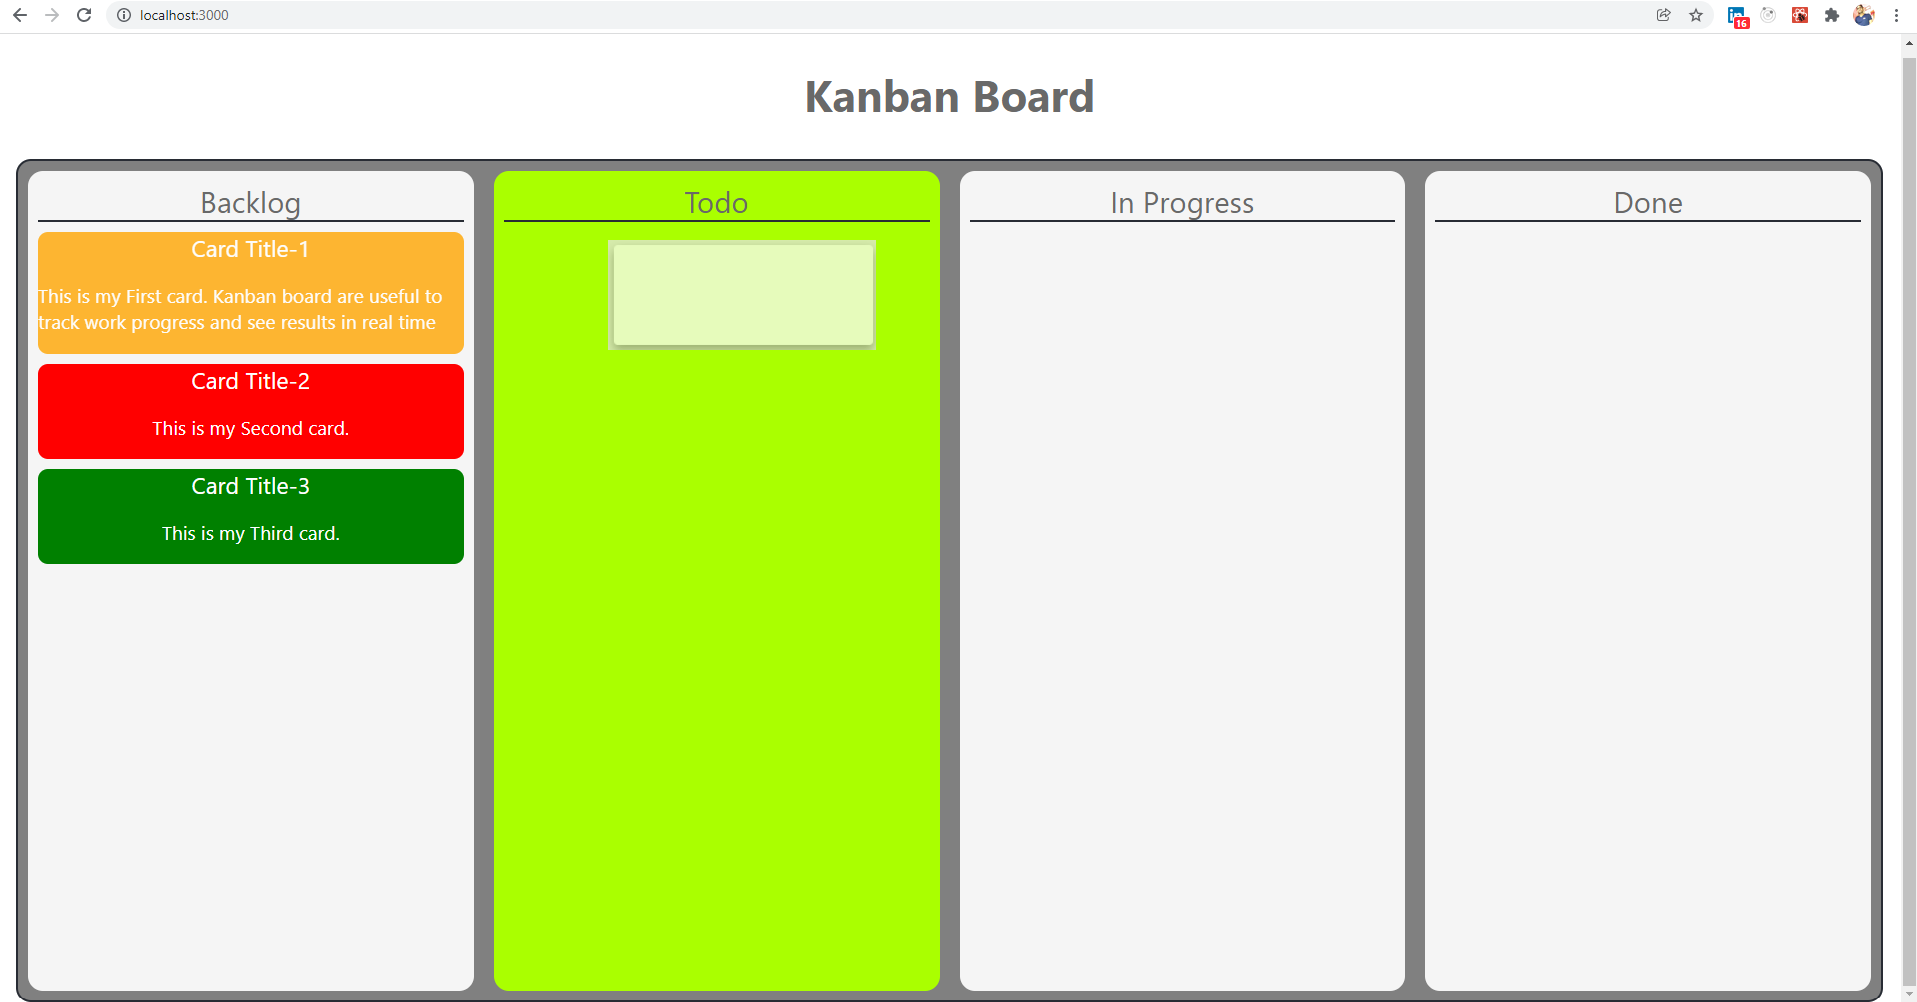 localhost:3000
16
Kanban Board
Backlog
Card Title-1
This is my First card. Kanban board are useful to
track work progress and see results in real time
Card Title-2
This is my Second card.
Card Title-3
This is my Third card.
Todo
In Progress
Done